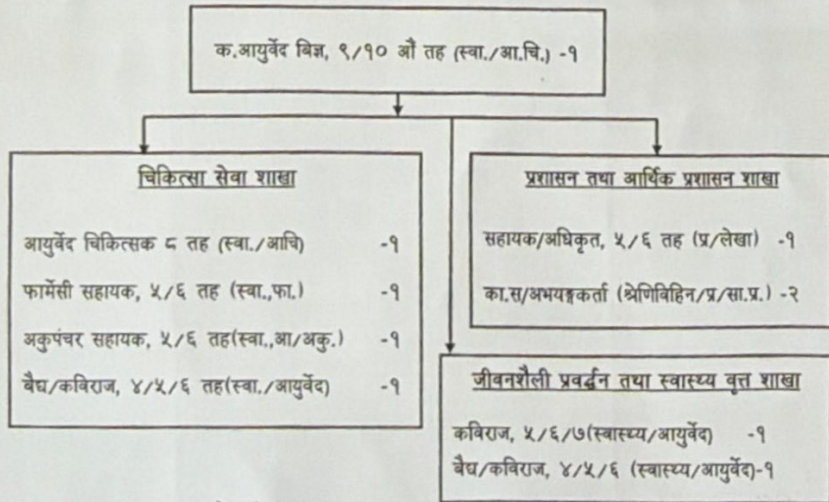 क.आयुर्वेद बिज्ञ, ९/१० औं तह (स्वा./आ.चि.) -१
चिकित्सा सेवा शाखा
आयुर्वेद चिकित्सक ८ तह (स्वा./आचि) -१
फार्मेसी सहायक, ५/६ तह (स्वा.,फा.) -१
अकुपंचर सहायक, ५/६ तह(स्वा.,आ/अकु.) -१
बैद्य/कविराज, ४/५/६ तह(स्वा./आयुर्वेद) -१
प्रशासन तथा आर्थिक प्रशासन शाखा
सहायक/अधिकृत, ५/६ तह (प्र/लेखा) -१
का.स/अभ्यङ्गकर्ता (श्रेणिविहिन/प्र/सा.प्र.) -२
जीवनशैली प्रवर्द्धन तथा स्वास्थ्य वृत्त शाखा
कविराज, ५/६/७(स्वास्थ्य/आयुर्वेद) -१
बैद्य/कविराज, ४/५/६ (स्वास्थ्य/आयुर्वेद)-१